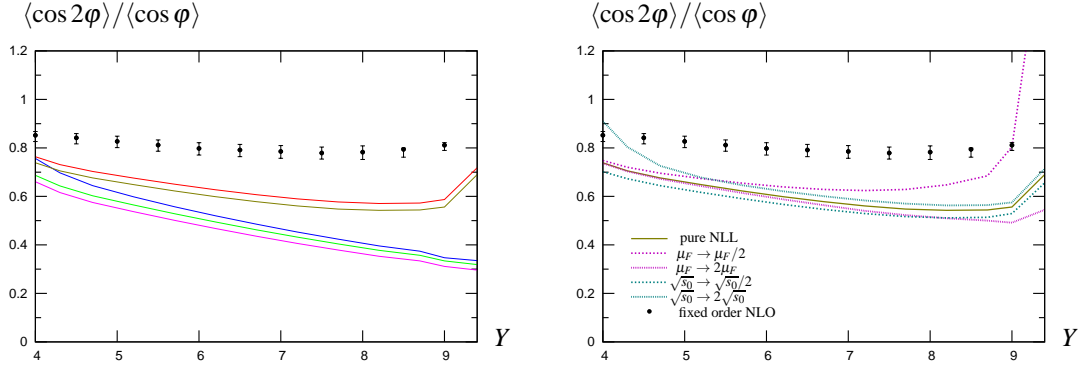 ⟨cos 2φ⟩/⟨cos φ⟩
1.2
1
0.8
0.6
0.4
0.2
0
4 5 6 7 8 9
Y
⟨cos 2φ⟩/⟨cos φ⟩
1.2
1
0.8
0.6
0.4
0.2
0
pure NLL
μ_F → μ_F/2
μ_F → 2μ_F
√s₀ → √s₀/2
√s₀ → 2√s₀
fixed order NLO
4 5 6 7 8 9
Y